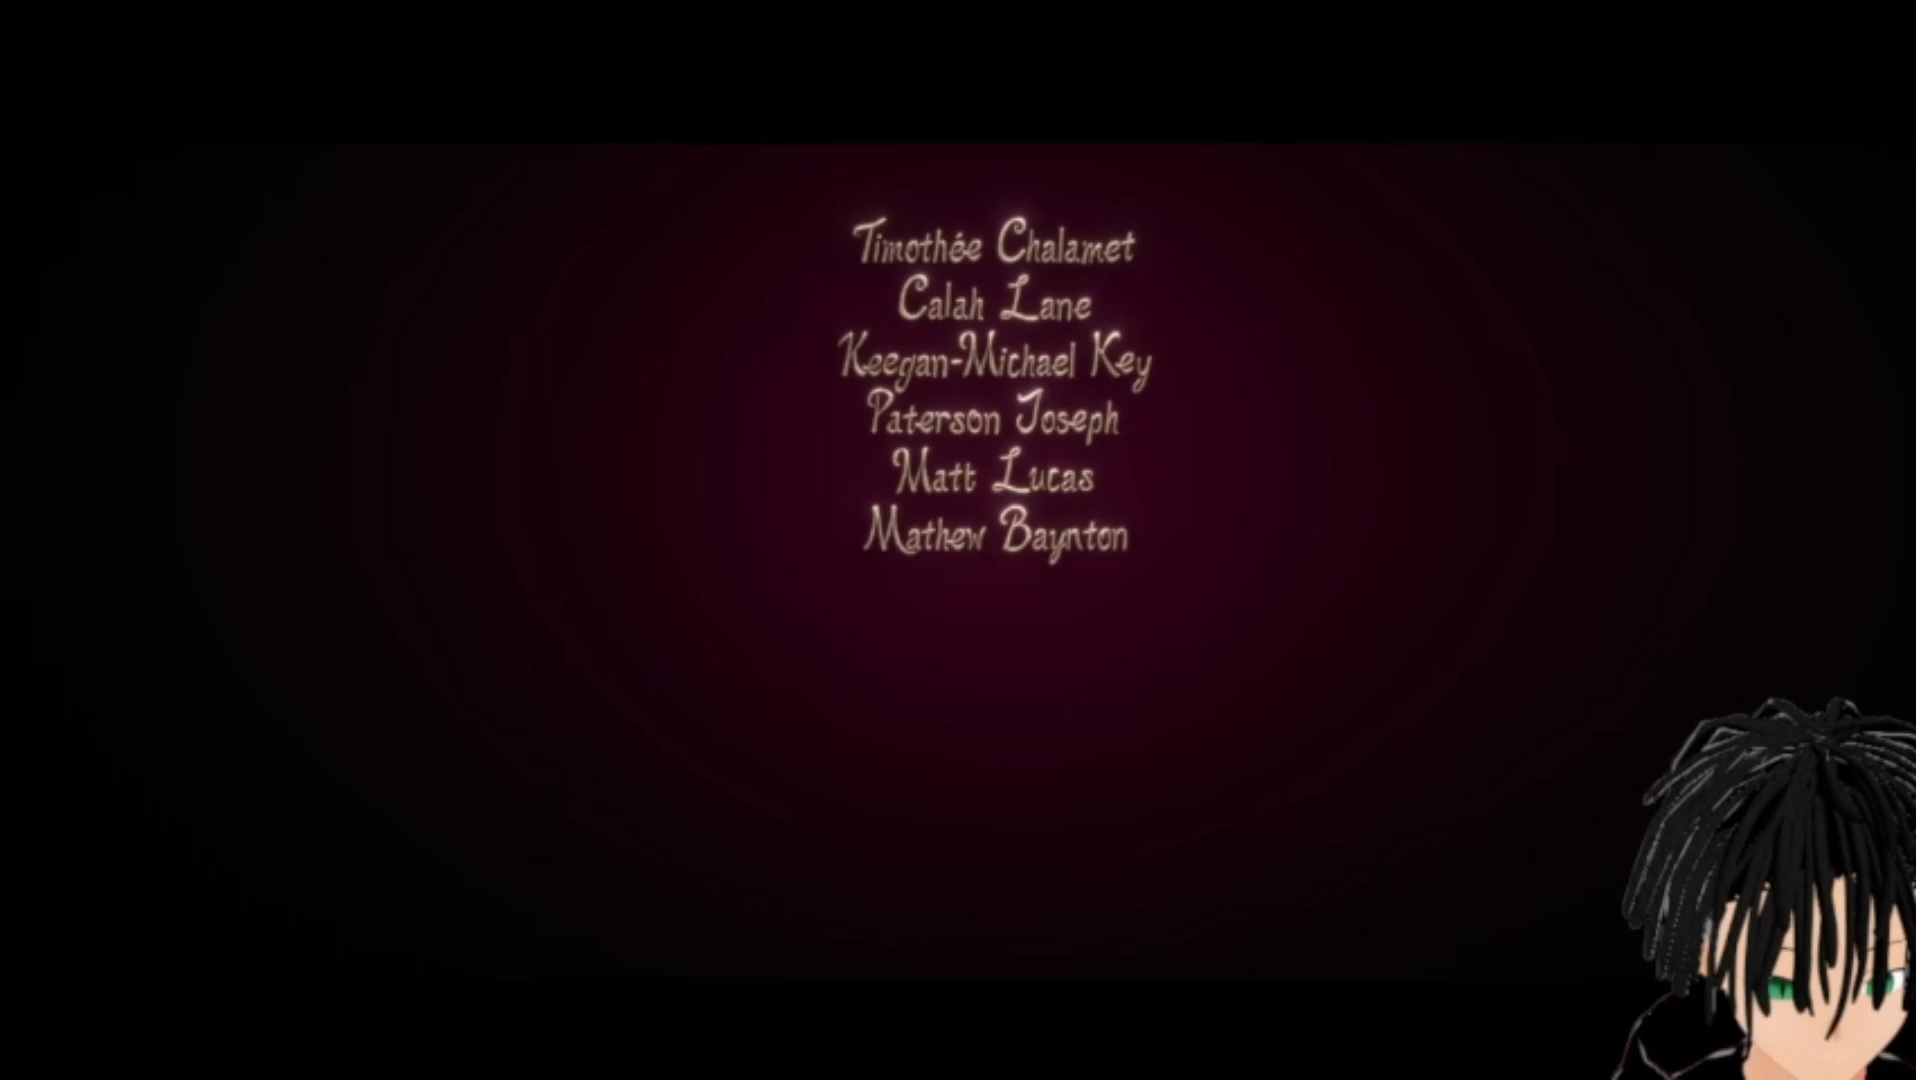 Timothée Chalamet
Calah Lane
Keegan-Michael Key
Paterson Joseph
Matt Lucas
Mathew Baynton